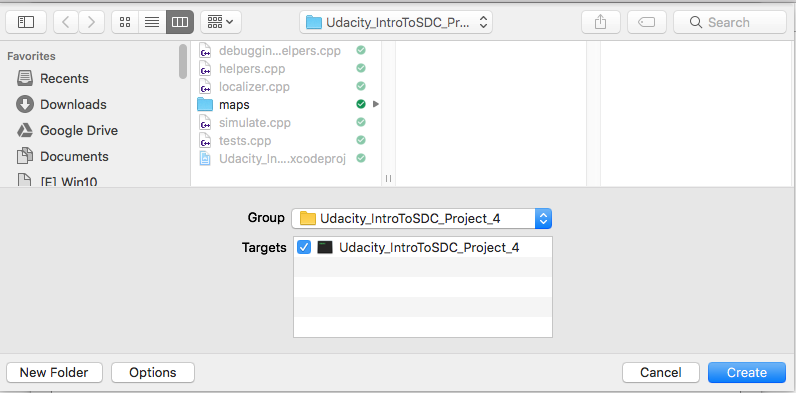 Udacity_IntroToSDC_Pr...
Search
Favorites
Recents
Downloads
Google Drive
Documents
[E] Win10
debuggin...elpers.cpp
helpers.cpp
localizer.cpp
maps
simulate.cpp
tests.cpp
Udacity_In....xcodeproj
Group
Udacity_IntroToSDC_Project_4
Targets
Udacity_IntroToSDC_Project_4
New Folder
Options
Cancel
Create